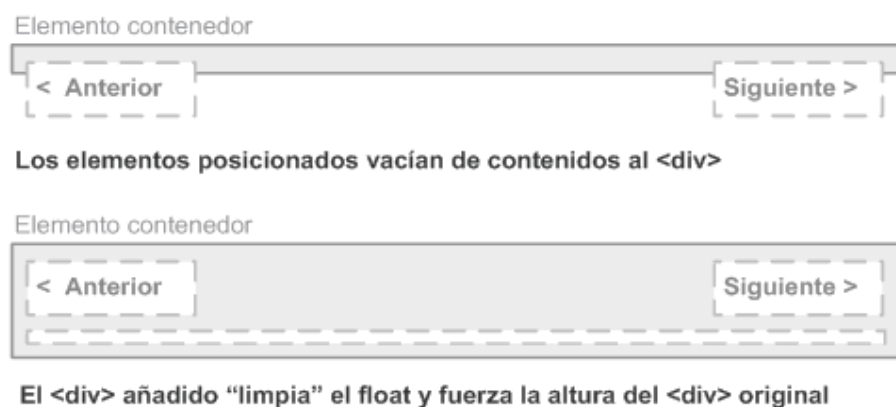 Elemento contenedor
< Anterior
Siguiente >
Los elementos posicionados vacían de contenidos al <div>
Elemento contenedor
< Anterior
Siguiente >
El <div> añadido “limpia” el float y fuerza la altura del <div> original